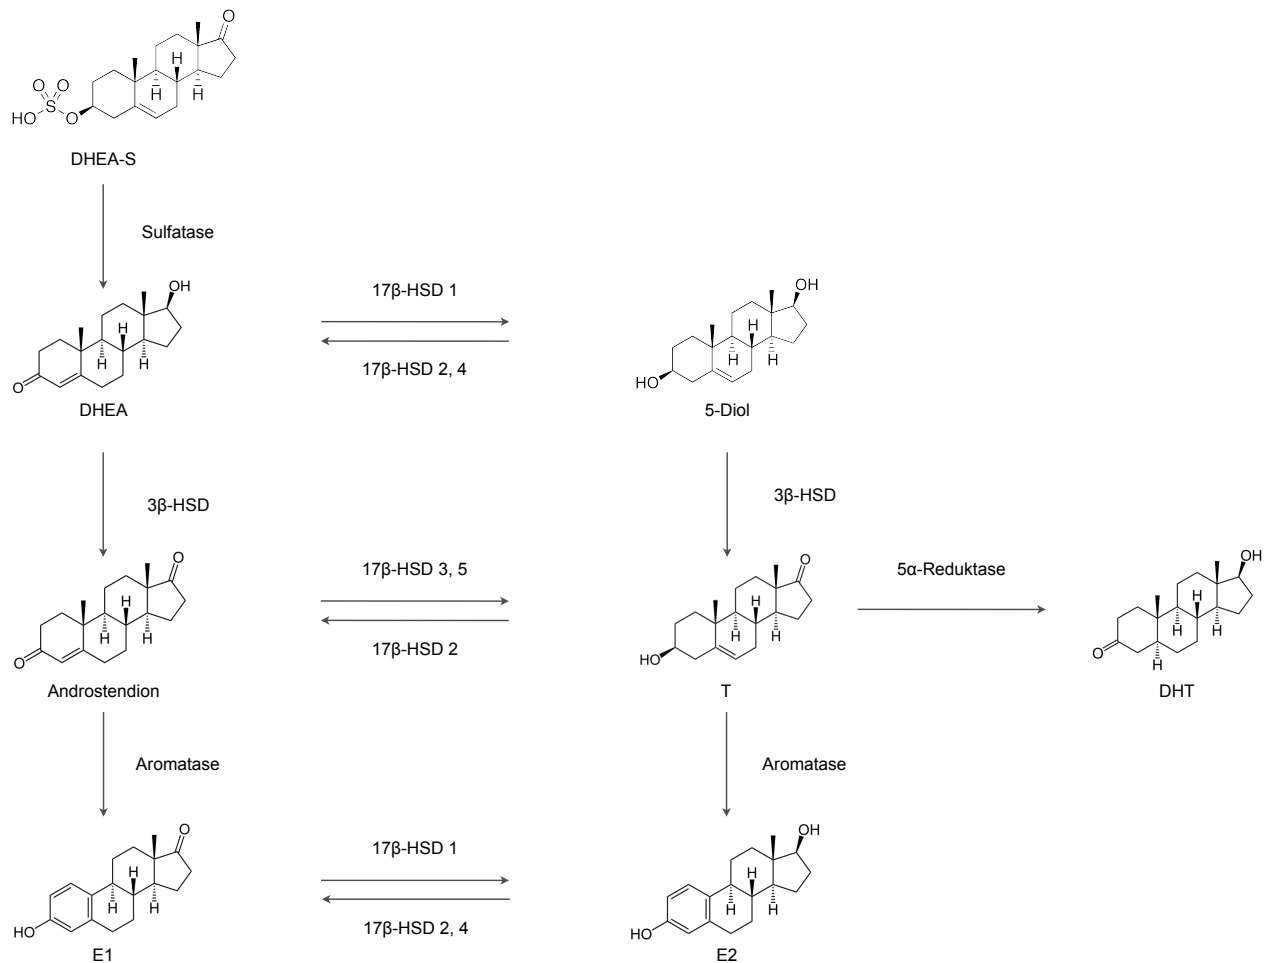 O
H
O O
S
HO O
H H
DHEA-S
Sulfatase
OH
H
H H
O
DHEA
17β-HSD 1
17β-HSD 2, 4
OH
H
H H
HO
5-Diol
3β-HSD
3β-HSD
O
H
H H
O
Androstendion
17β-HSD 3, 5
17β-HSD 2
O
H
H H
HO
T
5α-Reduktase
OH
H
H H
O
H
DHT
Aromatase
Aromatase
O
H
H H
HO
E1
17β-HSD 1
17β-HSD 2, 4
OH
H
H H
HO
E2